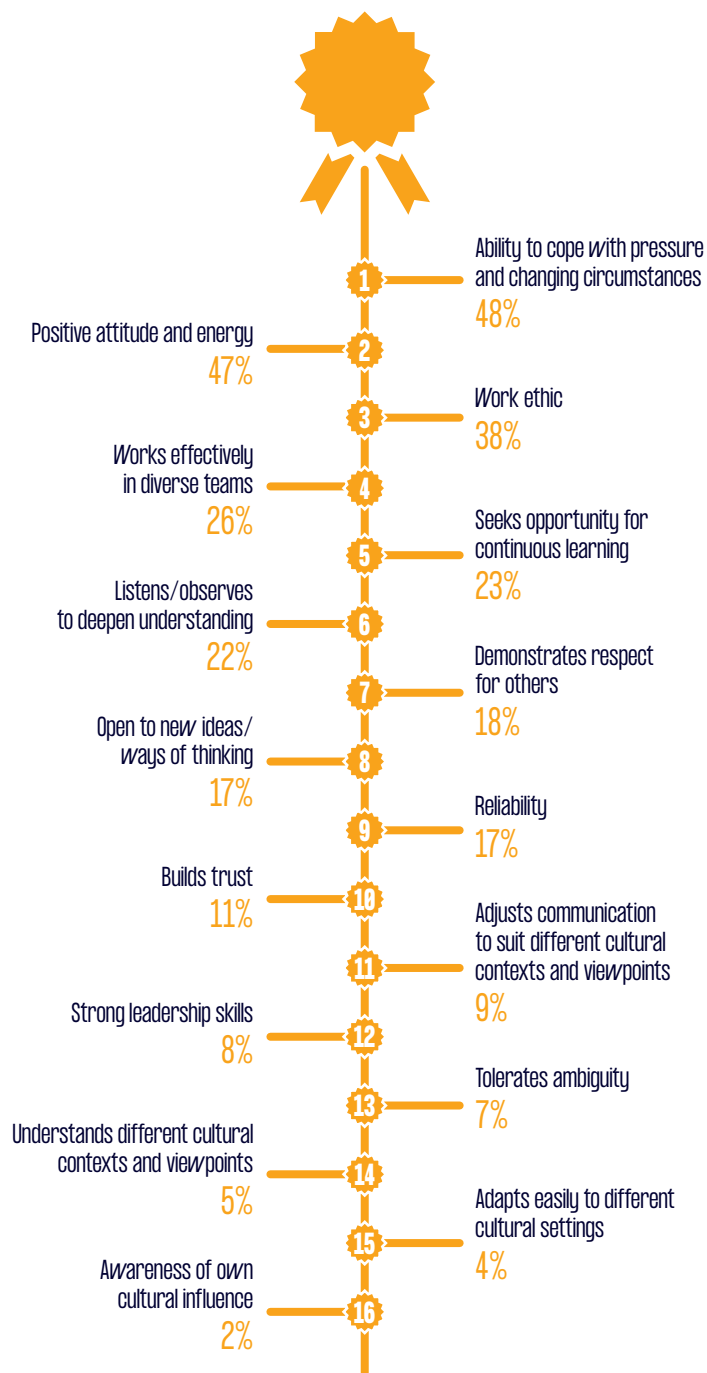 1
Ability to cope with pressure
and changing circumstances
48%
Positive attitude and energy
47%
2
3
Work ethic
38%
Works effectively
in diverse teams
26%
4
5
Seeks opportunity for
continuous learning
23%
Listens/observes
to deepen understanding
22%
6
7
Demonstrates respect
for others
18%
Open to new ideas/
ways of thinking
17%
8
9
Reliability
17%
Builds trust
11%
10
11
Adjusts communication
to suit different cultural
contexts and viewpoints
9%
Strong leadership skills
8%
12
13
Tolerates ambiguity
7%
Understands different cultural
contexts and viewpoints
5%
14
15
Adapts easily to different
cultural settings
4%
Awareness of own
cultural influence
2%
16